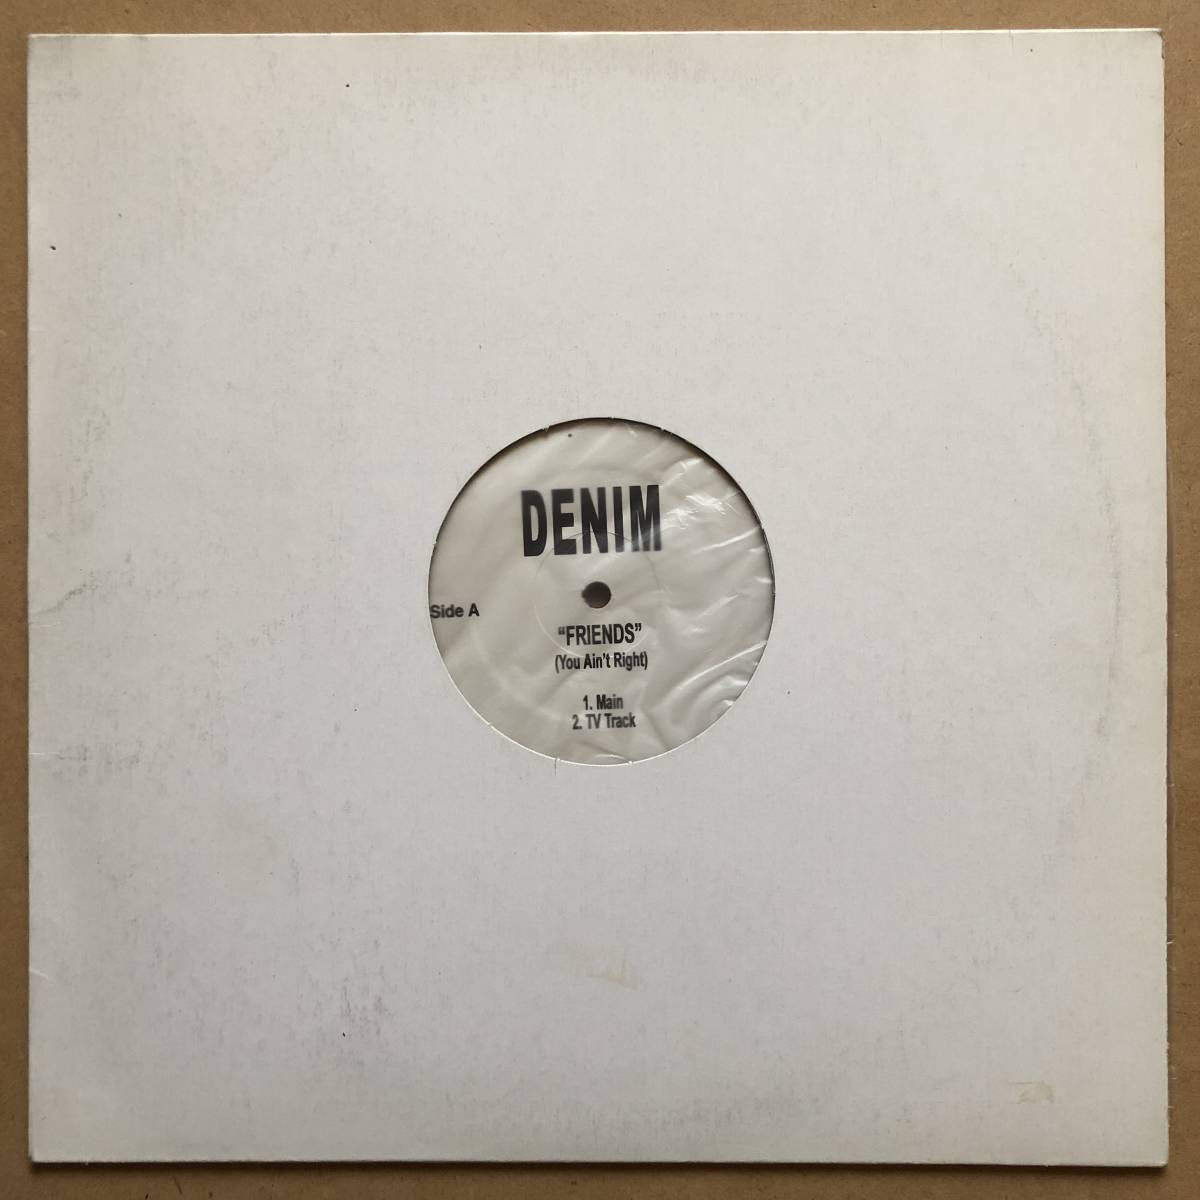 DENIM
Side A
“FRIENDS”
(You Ain't Right)
1. Main
2. TV Track